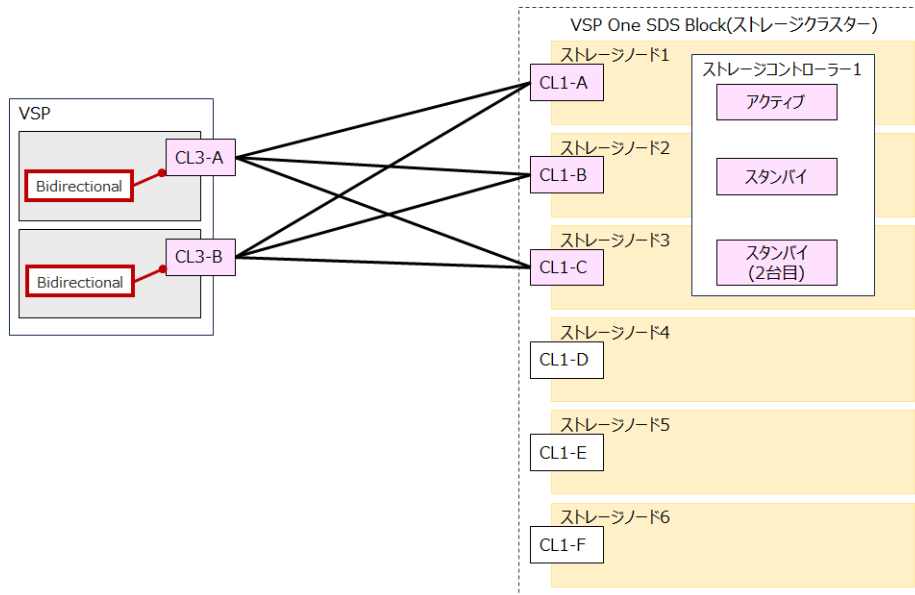 VSP One SDS Block(ストレージクラスター)
ストレージノード1
ストレージコントローラー1
CL1-A
アクティブ
VSP
CL3-A
Bidirectional
ストレージノード2
CL1-B
スタンバイ
CL3-B
Bidirectional
ストレージノード3
CL1-C
スタンバイ
(2台目)
ストレージノード4
CL1-D
ストレージノード5
CL1-E
ストレージノード6
CL1-F